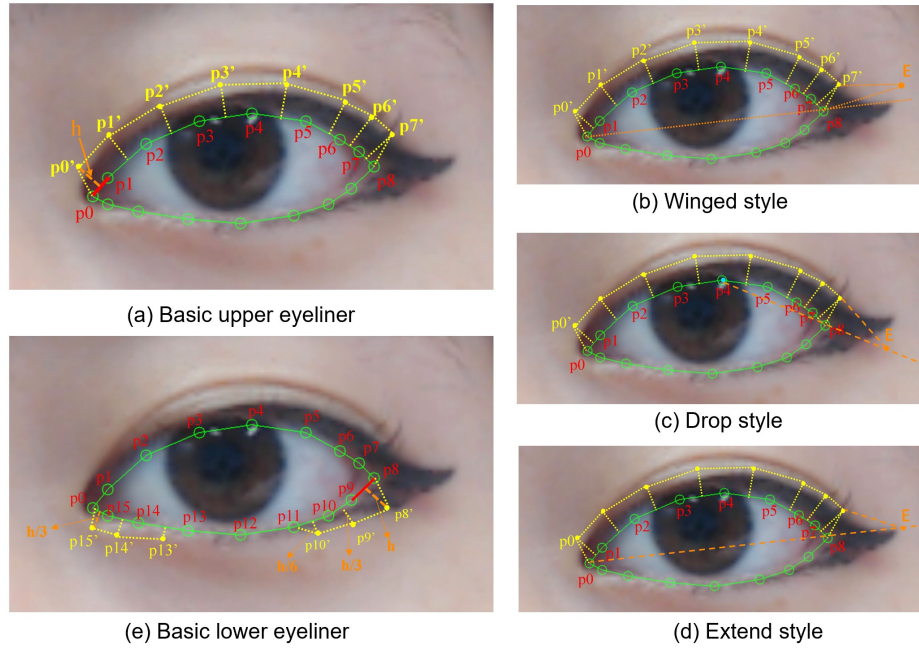 p0' p1' p2' p3' p4' p5' p6' p7'
h
p0 p1 p2 p3 p4 p5 p6 p7 p8
(a) Basic upper eyeliner
p0' p1' p2' p3' p4' p5' p6' p7' E
p0 p1 p2 p3 p4 p5 p6 p8
(b) Winged style
p0' E
p0 p1 p2 p3 p4 p5 p6
(c) Drop style
p0 p1 p2 p3 p4 p5 p6 p7 p8
p9 p10 p11 p12 p13 p14 p15
p15' p14' p13' p10' p9' p8'
h/3 h/6 h/3 h
(e) Basic lower eyeliner
p0' E
p0 p1 p2 p3 p4 p5 p6 p8
(d) Extend style